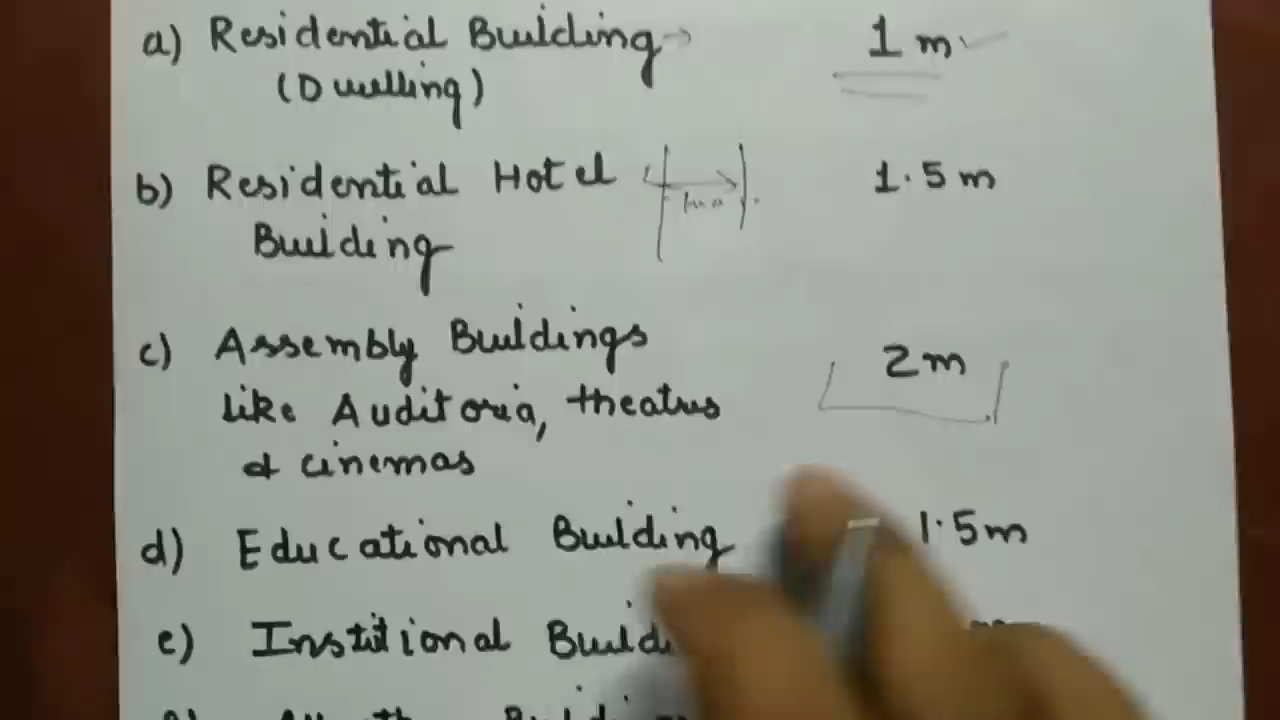 a) Residential Building 1 m
(Dwelling)
b) Residential Hotel 1.5 m
Building
c) Assembly Buildings
2m
like Auditoria, theatres
& cinemas
d) Educational Building 1.5m
e) Institional